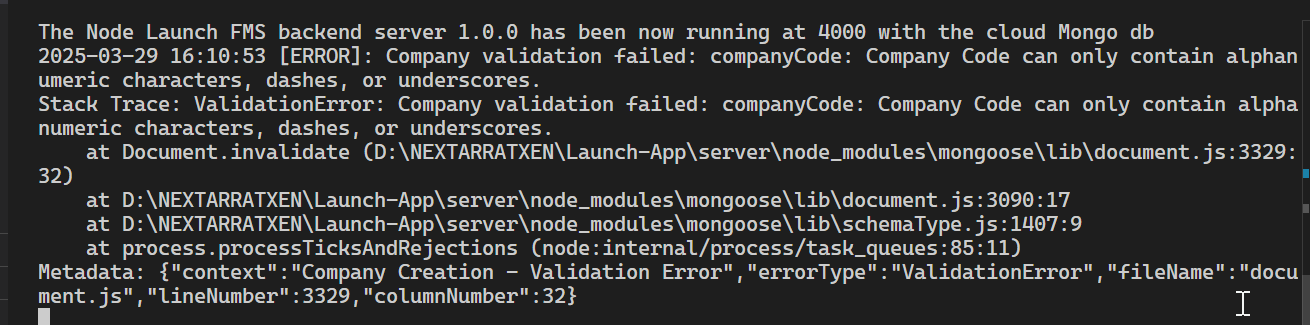 The Node Launch FMS backend server 1.0.0 has been now running at 4000 with the cloud Mongo db
2025-03-29 16:10:53 [ERROR]: Company validation failed: companyCode: Company Code can only contain alphan
umeric characters, dashes, or underscores.
Stack Trace: ValidationError: Company validation failed: companyCode: Company Code can only contain alpha
numeric characters, dashes, or underscores.
    at Document.invalidate (D:\NEXTARRATXEN\Launch-App\server\node_modules\mongoose\lib\document.js:3329:
32)
    at D:\NEXTARRATXEN\Launch-App\server\node_modules\mongoose\lib\document.js:3090:17
    at D:\NEXTARRATXEN\Launch-App\server\node_modules\mongoose\lib\schemaType.js:1407:9
    at process.processTicksAndRejections (node:internal/process/task_queues:85:11)
Metadata: {"context":"Company Creation - Validation Error","errorType":"ValidationError","fileName":"docu
ment.js","lineNumber":3329,"columnNumber":32}